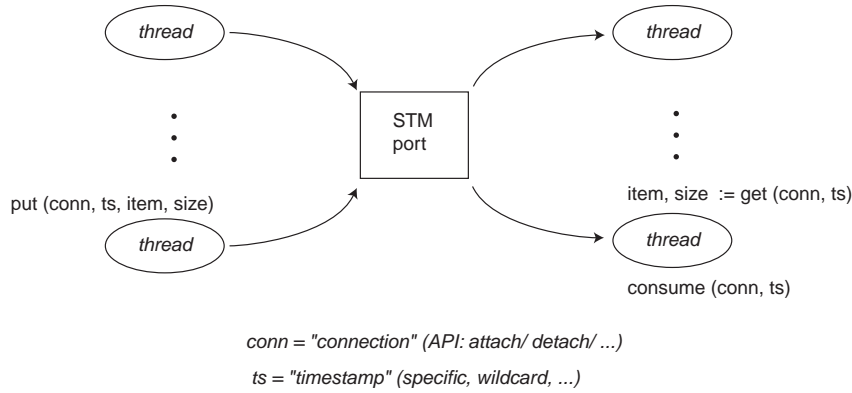 thread
thread
STM
port
put (conn, ts, item, size)
item, size := get (conn, ts)
thread
thread
consume (conn, ts)
conn = "connection" (API: attach/ detach/ ...)
ts = "timestamp" (specific, wildcard, ...)